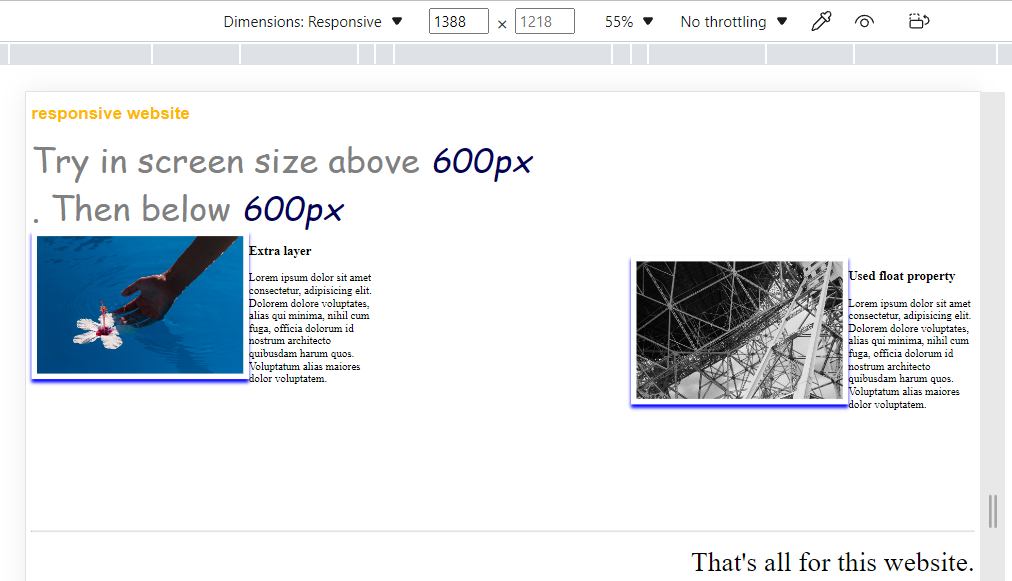 Dimensions: Responsive ▼ 1388 × 1218 55% ▼ No throttling ▼
responsive website
Try in screen size above 600px
. Then below 600px
Extra layer
Lorem ipsum dolor sit amet
consectetur, adipisicing elit.
Dolorem dolore voluptates,
alias qui minima, nihil cum
fuga, officia dolorum id
nostrum architecto
quibusdam harum quos.
Voluptatum alias maiores
dolor voluptatem.
Used float property
Lorem ipsum dolor sit amet
consectetur, adipisicing elit.
Dolorem dolore voluptates,
alias qui minima, nihil cum
fuga, officia dolorum id
nostrum architecto
quibusdam harum quos.
Voluptatum alias maiores
dolor voluptatem.
That's all for this website.